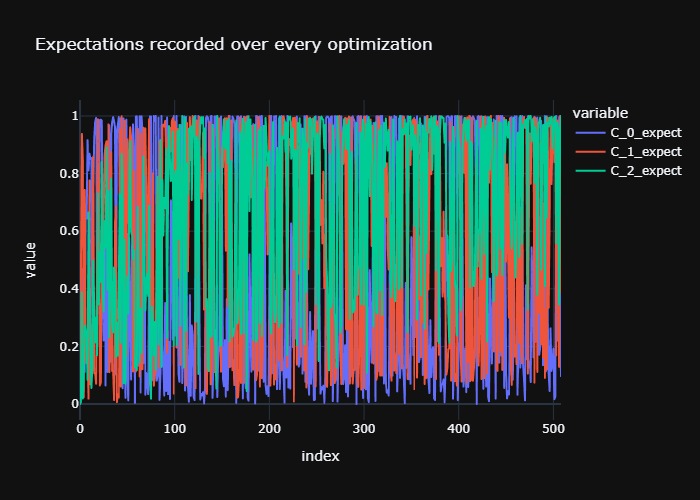 Expectations recorded over every optimization
variable
C_0_expect
C_1_expect
C_2_expect
1
0.8
0.6
0.4
0.2
0
value
0 100 200 300 400 500
index